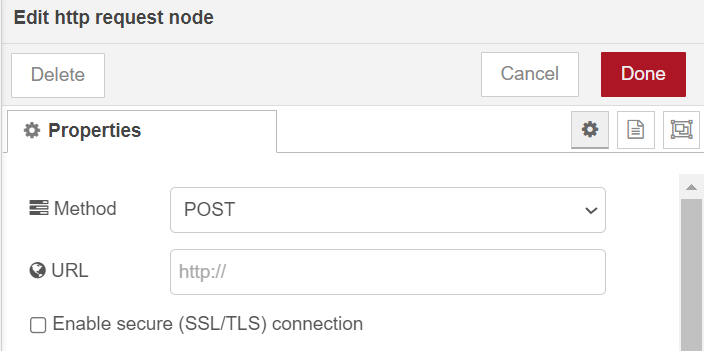 Edit http request node
Delete
Cancel
Done
Properties
Method
POST
URL
http://
Enable secure (SSL/TLS) connection